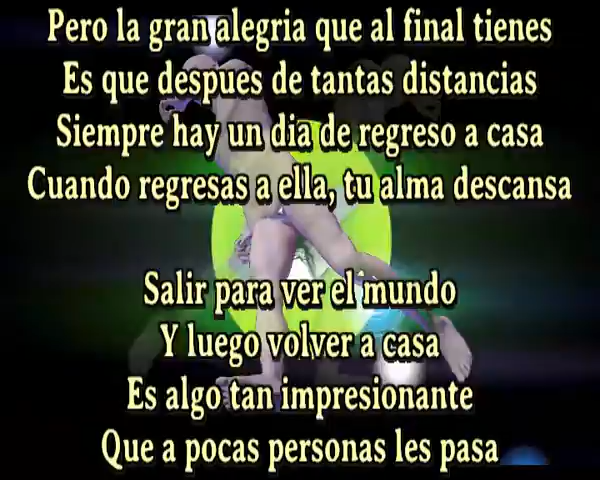 Pero la gran alegria que al final tienes
Es que despues de tantas distancias
Siempre hay un dia de regreso a casa
Cuando regresas a ella, tu alma descansa
Salir para ver el mundo
Y luego volver a casa
Es algo tan impresionante
Que a pocas personas les pasa